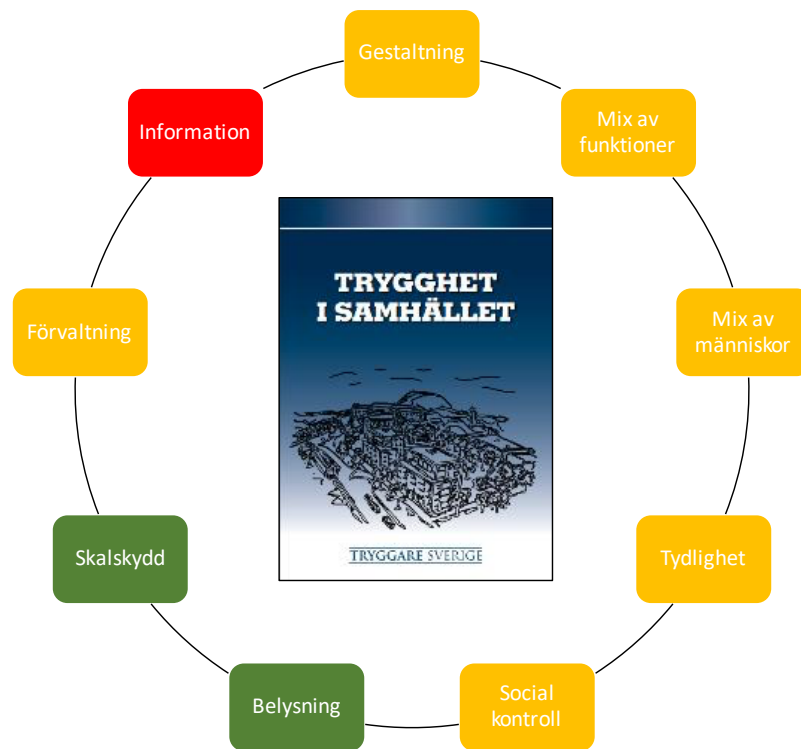 Gestaltning
Information
Mix av
funktioner
TRYGGHET
I SAMHÄLLET
Förvaltning
Mix av
människor
Skalskydd
Tydlighet
TRYGGARE SVERIGE
Belysning
Social
kontroll